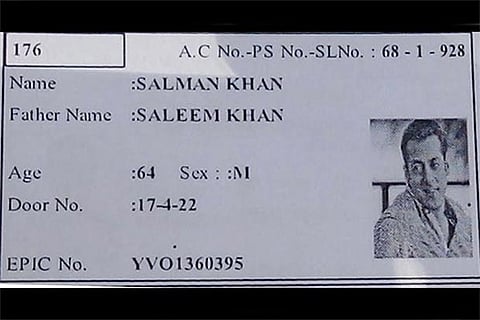 176 A.C No.-PS No.-SLNo. : 68 - 1 - 928
Name :SALMAN KHAN
Father Name :SALEEM KHAN
Age :64 Sex : :M
Door No. :17-4-22
EPIC No. YVO1360395